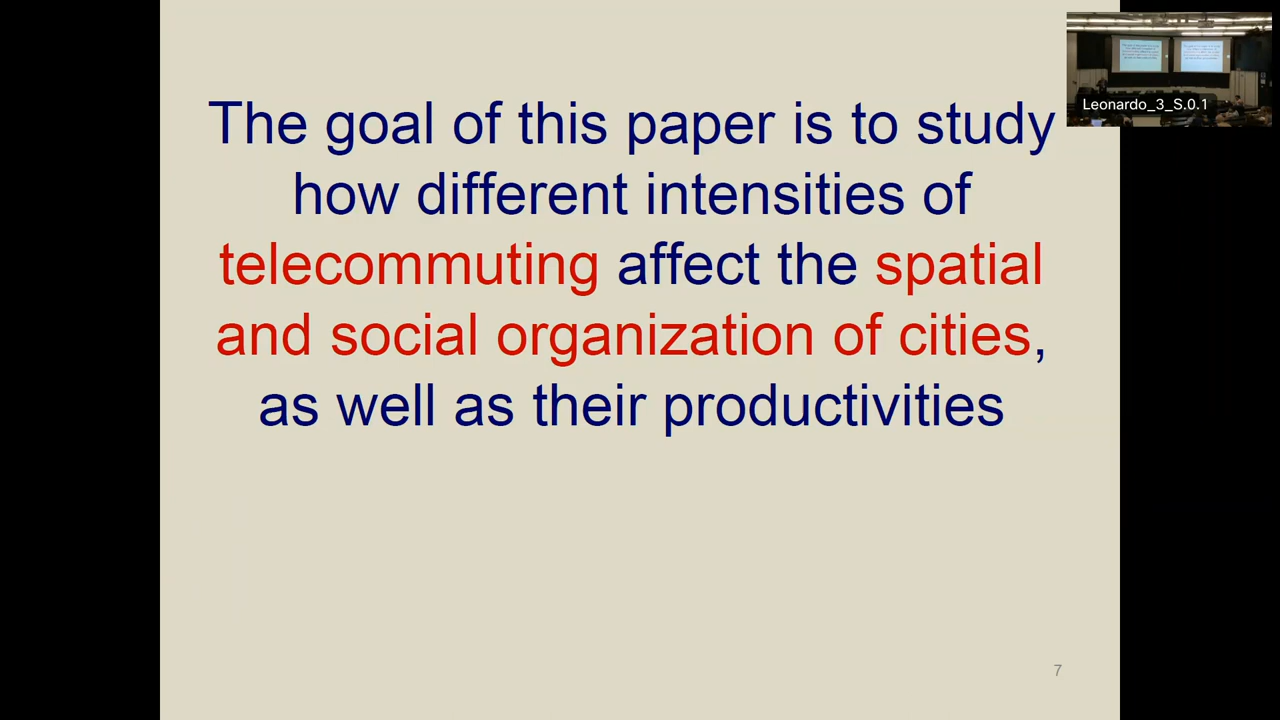 The goal of this paper is to study
how different intensities of
telecommuting affect the spatial
and social organization of cities,
as well as their productivities
Leonardo_3_S.0.1
7